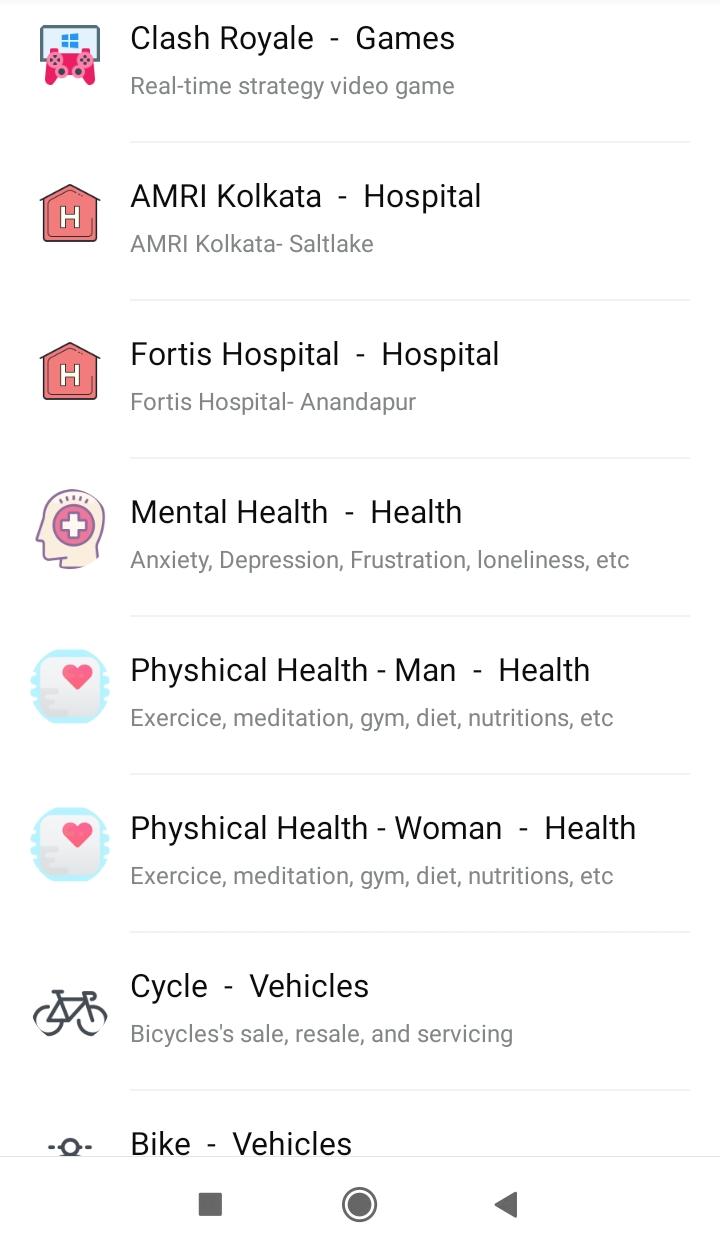 Clash Royale - Games
Real-time strategy video game
H
AMRI Kolkata - Hospital
AMRI Kolkata- Saltlake
H
Fortis Hospital - Hospital
Fortis Hospital- Anandapur
Mental Health - Health
Anxiety, Depression, Frustration, loneliness, etc
Physhical Health - Man - Health
Exercice, meditation, gym, diet, nutritions, etc
Physhical Health - Woman - Health
Exercice, meditation, gym, diet, nutritions, etc
Cycle - Vehicles
Bicycles's sale, resale, and servicing
Bike - Vehicles